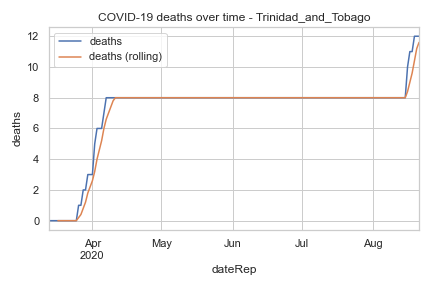 COVID-19 deaths over time - Trinidad_and_Tobago
deaths
deaths (rolling)
12
10
8
6
4
2
0
deaths
Apr
2020
May
Jun
Jul
Aug
dateRep